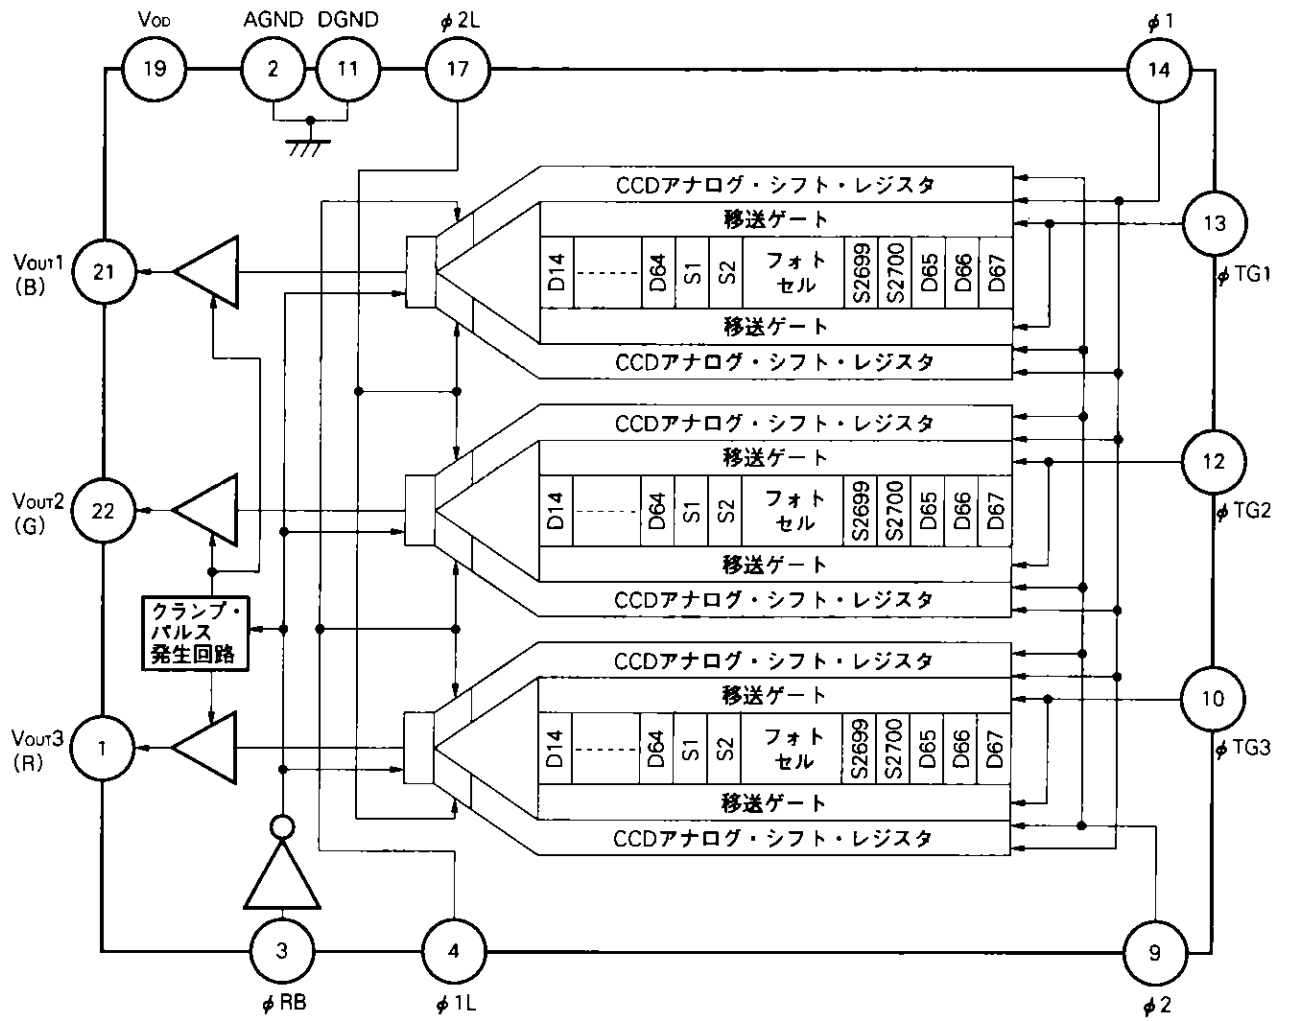 VOD
AGND
DGND
φ2L
φ1
19
2
11
17
14
CCDアナログ・シフト・レジスタ
移送ゲート
13
φTG1
VOUT1
(B)
21
D14
D64
S1
S2
フォト
セル
S2699
S2700
D65
D66
D67
移送ゲート
CCDアナログ・シフト・レジスタ
CCDアナログ・シフト・レジスタ
移送ゲート
12
φTG2
VOUT2
(G)
22
D14
D64
S1
S2
フォト
セル
S2699
S2700
D65
D66
D67
移送ゲート
CCDアナログ・シフト・レジスタ
クランプ・
パルス
発生回路
CCDアナログ・シフト・レジスタ
移送ゲート
10
φTG3
VOUT3
(R)
1
D14
D64
S1
S2
フォト
セル
S2699
S2700
D65
D66
D67
移送ゲート
CCDアナログ・シフト・レジスタ
3
4
9
φRB
φ1L
φ2